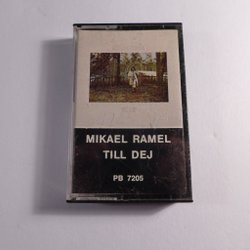 MIKAEL RAMEL
TILL DEJ
PB 7205